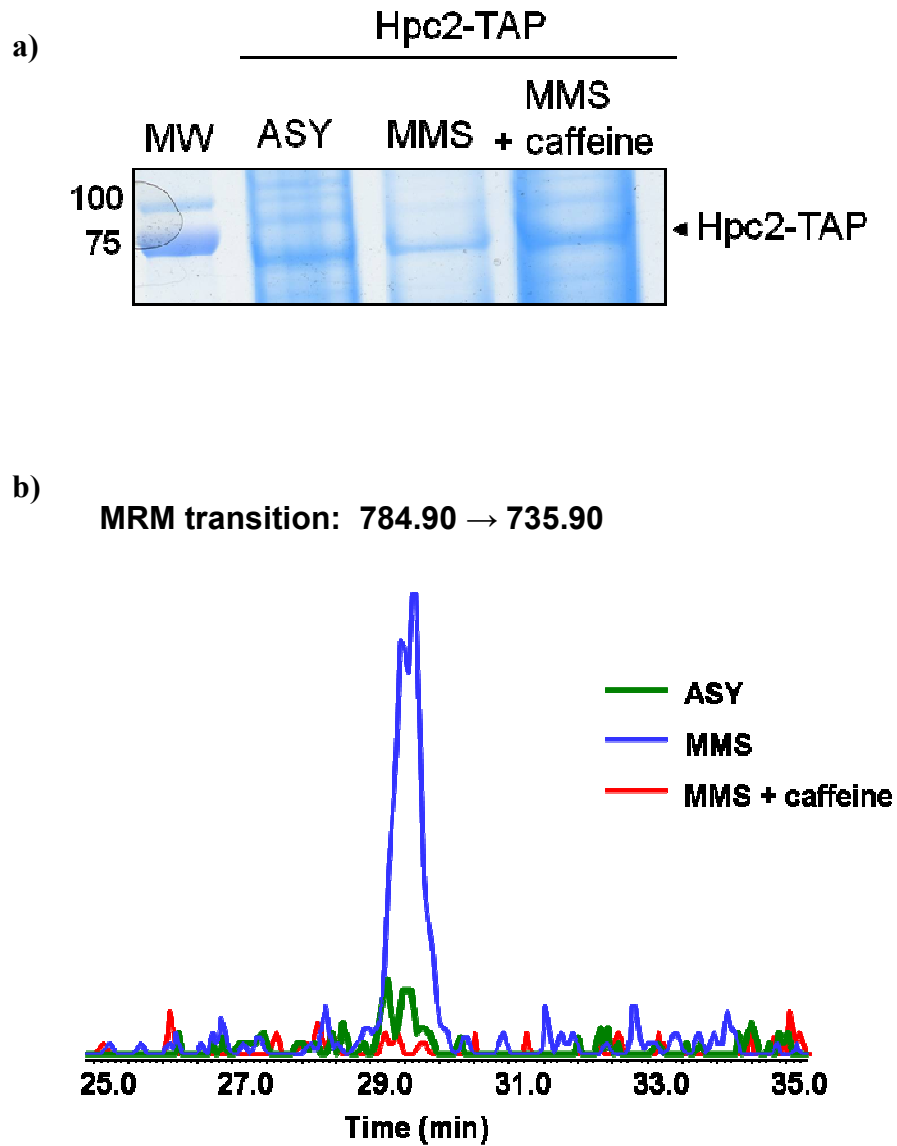 a)
Hpc2-TAP
MW ASY MMS MMS + caffeine
100
75
Hpc2-TAP
b)
MRM transition: 784.90 → 735.90
ASY
MMS
MMS + caffeine
25.0 27.0 29.0 31.0 33.0 35.0
Time (min)